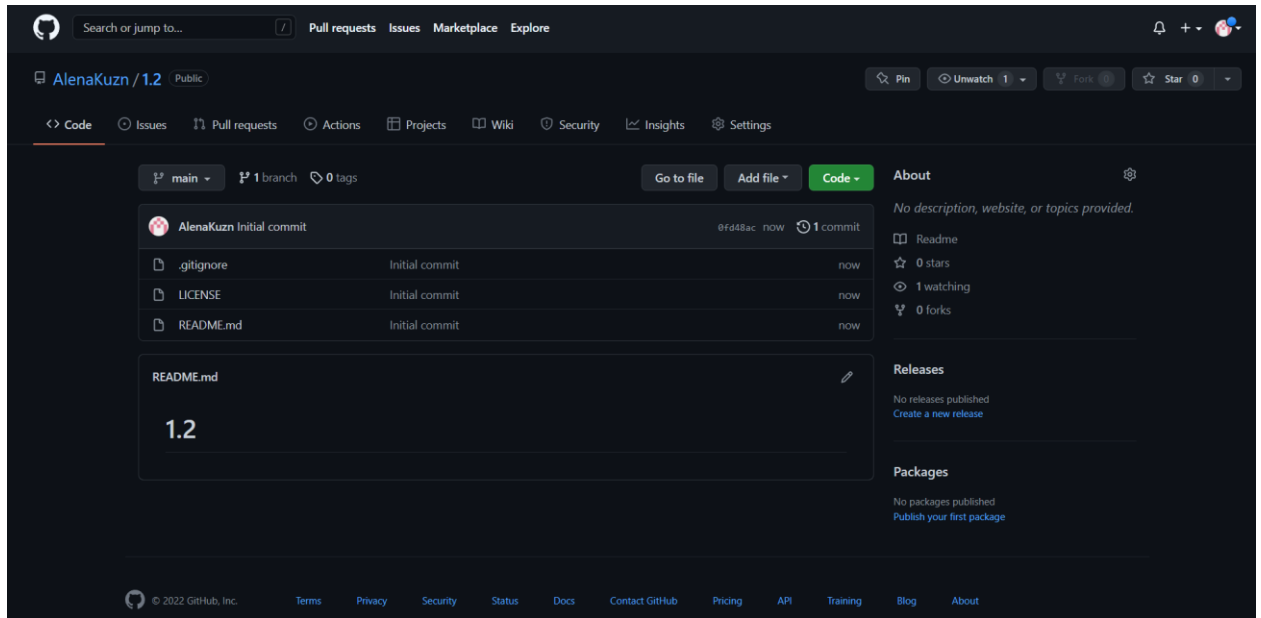 Search or jump to... / Pull requests Issues Marketplace Explore
AlenaKuzn / 1.2 Public Pin Unwatch 1 Fork 0 Star 0
Code Issues Pull requests Actions Projects Wiki Security Insights Settings
main 1 branch 0 tags Go to file Add file Code
AlenaKuzn Initial commit 0fd48ac now 1 commit
.gitignore Initial commit now
LICENSE Initial commit now
README.md Initial commit now
README.md
1.2
About
No description, website, or topics provided.
Readme
0 stars
1 watching
0 forks
Releases
No releases published
Create a new release
Packages
No packages published
Publish your first package
© 2022 GitHub, Inc. Terms Privacy Security Status Docs Contact GitHub Pricing API Training Blog About